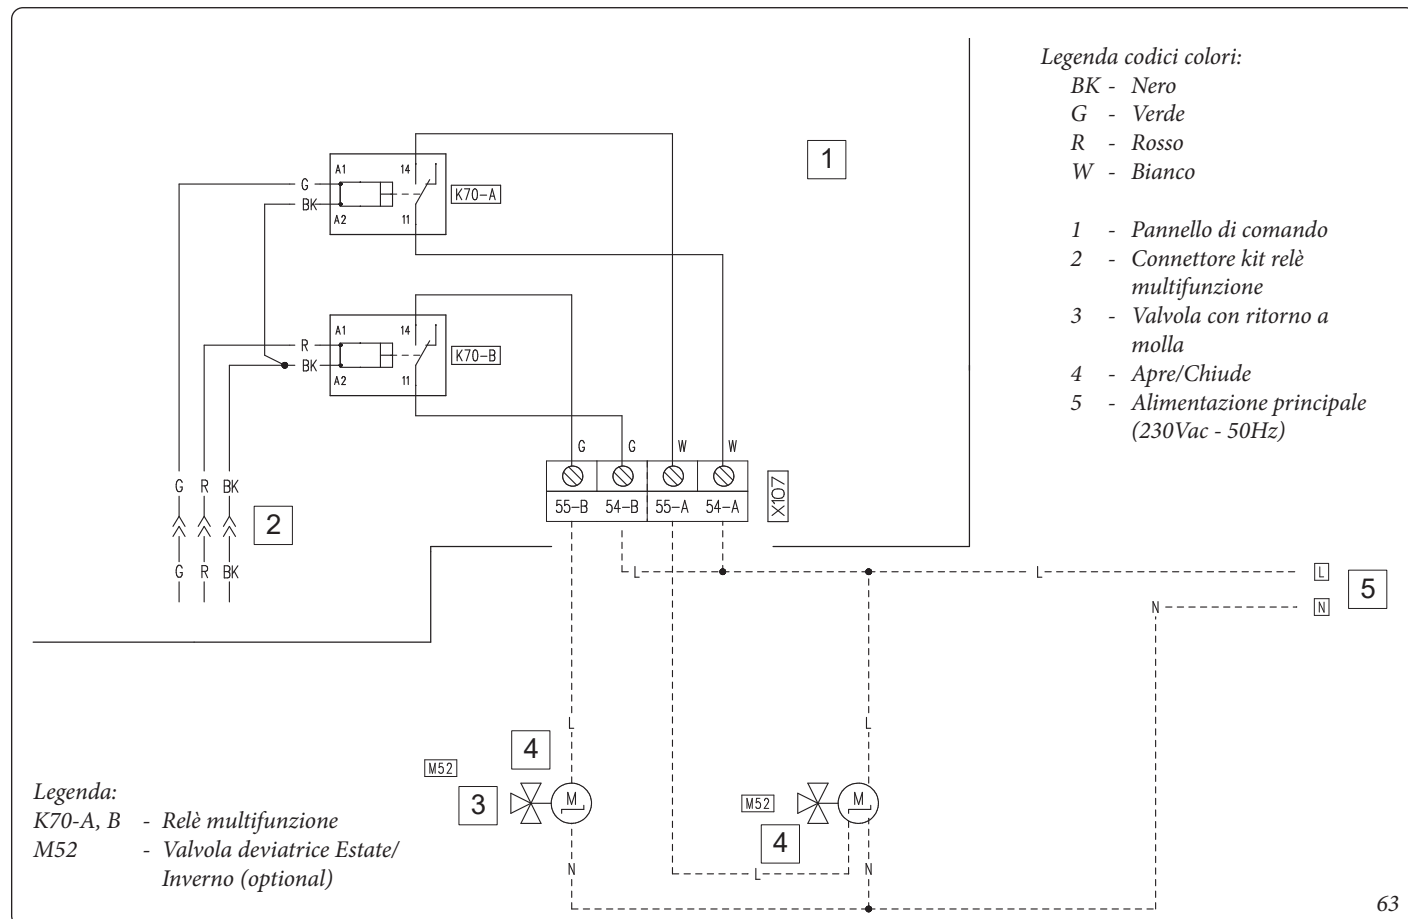 Legenda codici colori:
BK - Nero
G - Verde
R - Rosso
W - Bianco
1 - Pannello di comando
2 - Connettore kit relè
multifunzione
3 - Valvola con ritorno a
molla
4 - Apre/Chiude
5 - Alimentazione principale
(230Vac - 50Hz)
1
A1 14
G
K70-A
BK
A2 11
A1 14
R
K70-B
BK
A2 11
G G W W
55-B 54-B 55-A 54-A
X107
G R BK
2
G R BK
L L L
5
N N
L L
4
M52
3 M
M52 M
4
N L N
Legenda:
K70-A, B - Relè multifunzione
M52 - Valvola deviatrice Estate/
Inverno (optional)
63